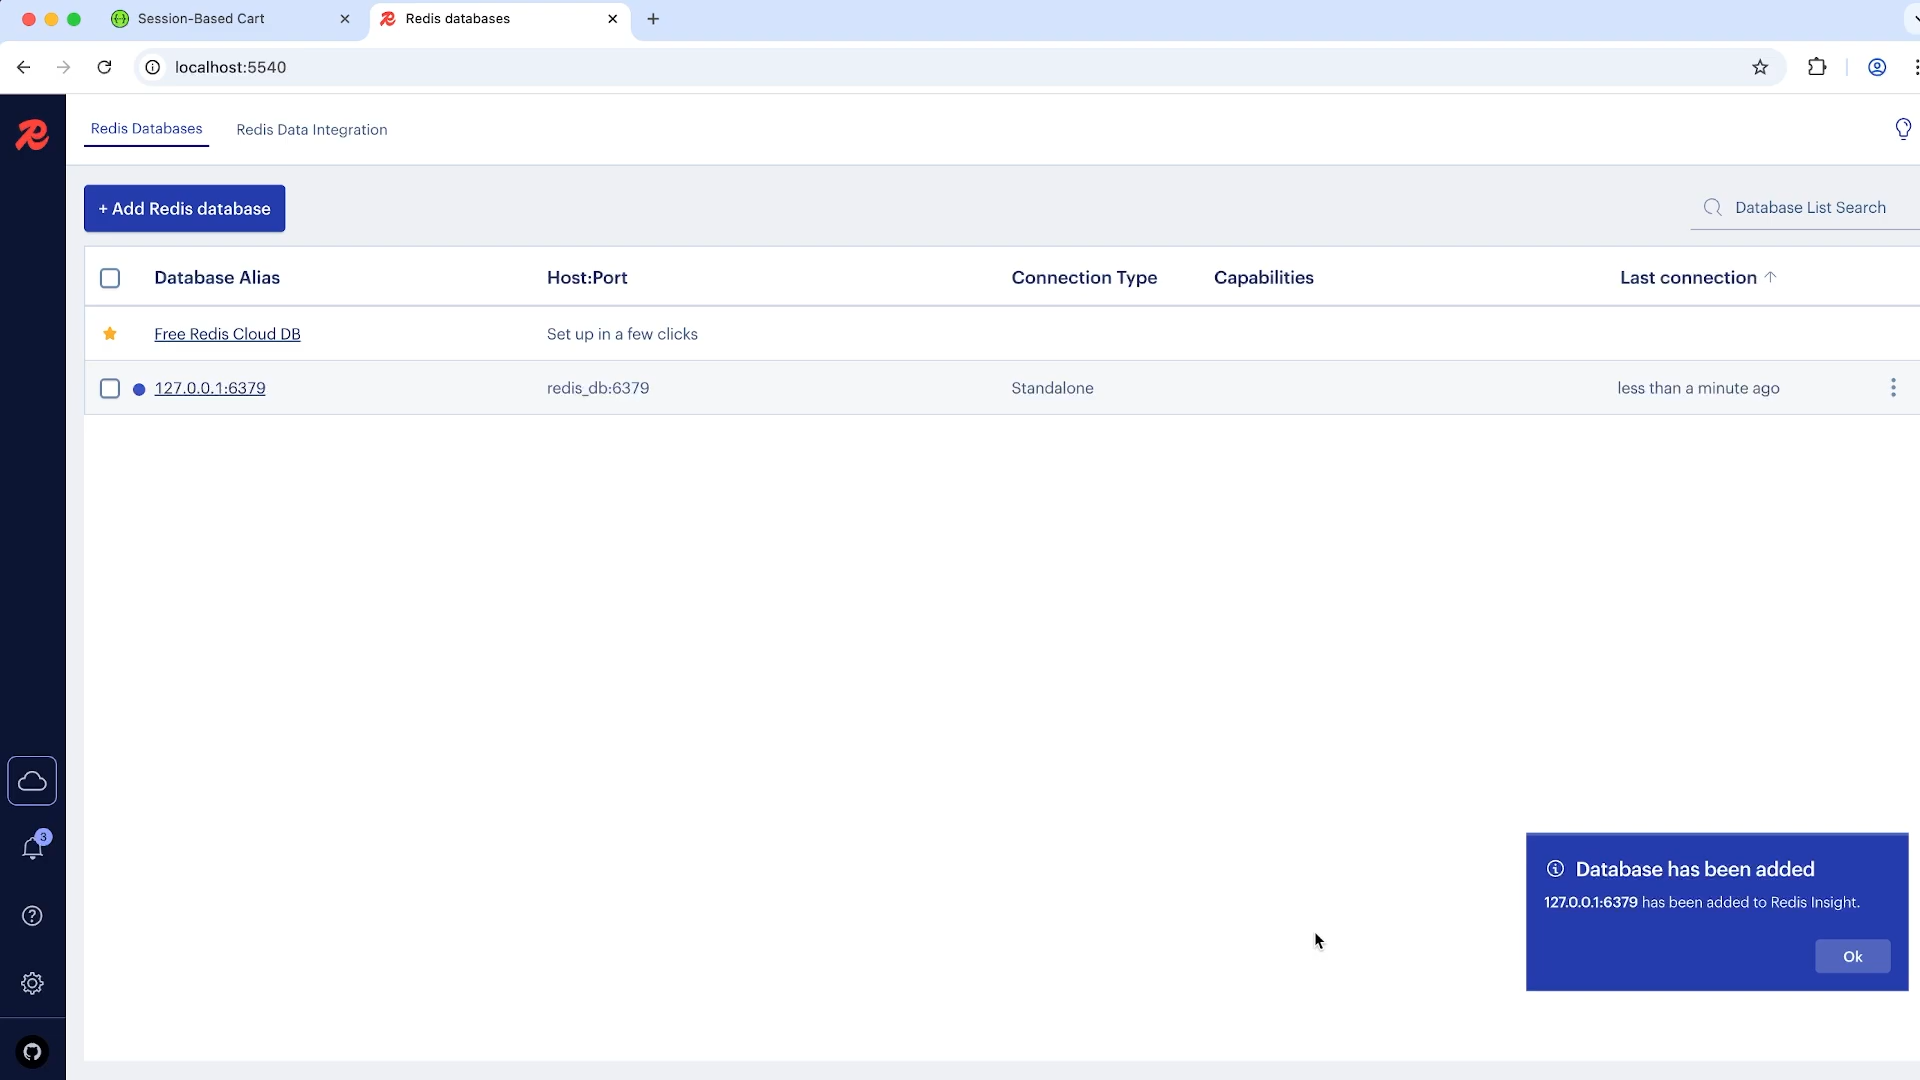 Session-Based Cart
Redis databases
localhost:5540
Redis Databases
Redis Data Integration
+ Add Redis database
Database List Search
Database Alias
Host:Port
Connection Type
Capabilities
Last connection
Free Redis Cloud DB
Set up in a few clicks
127.0.0.1:6379
redis_db:6379
Standalone
less than a minute ago
3
Database has been added
127.0.0.1:6379 has been added to Redis Insight.
Ok